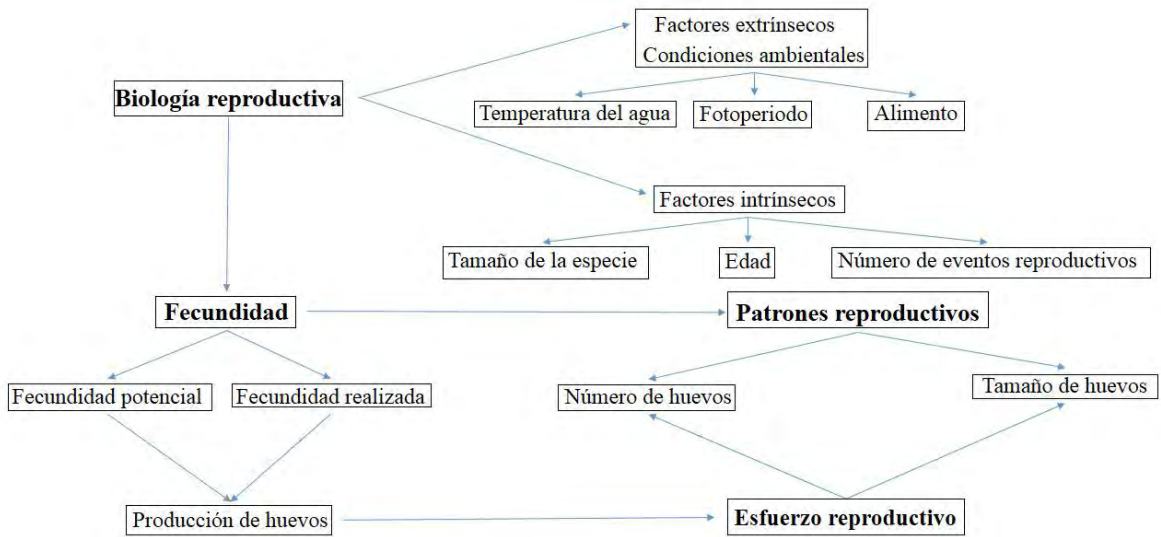 Factores extrínsecos
Condiciones ambientales
Biología reproductiva
Temperatura del agua
Fotoperiodo
Alimento
Factores intrínsecos
Tamaño de la especie
Edad
Número de eventos reproductivos
Fecundidad
Patrones reproductivos
Fecundidad potencial
Fecundidad realizada
Número de huevos
Tamaño de huevos
Producción de huevos
Esfuerzo reproductivo